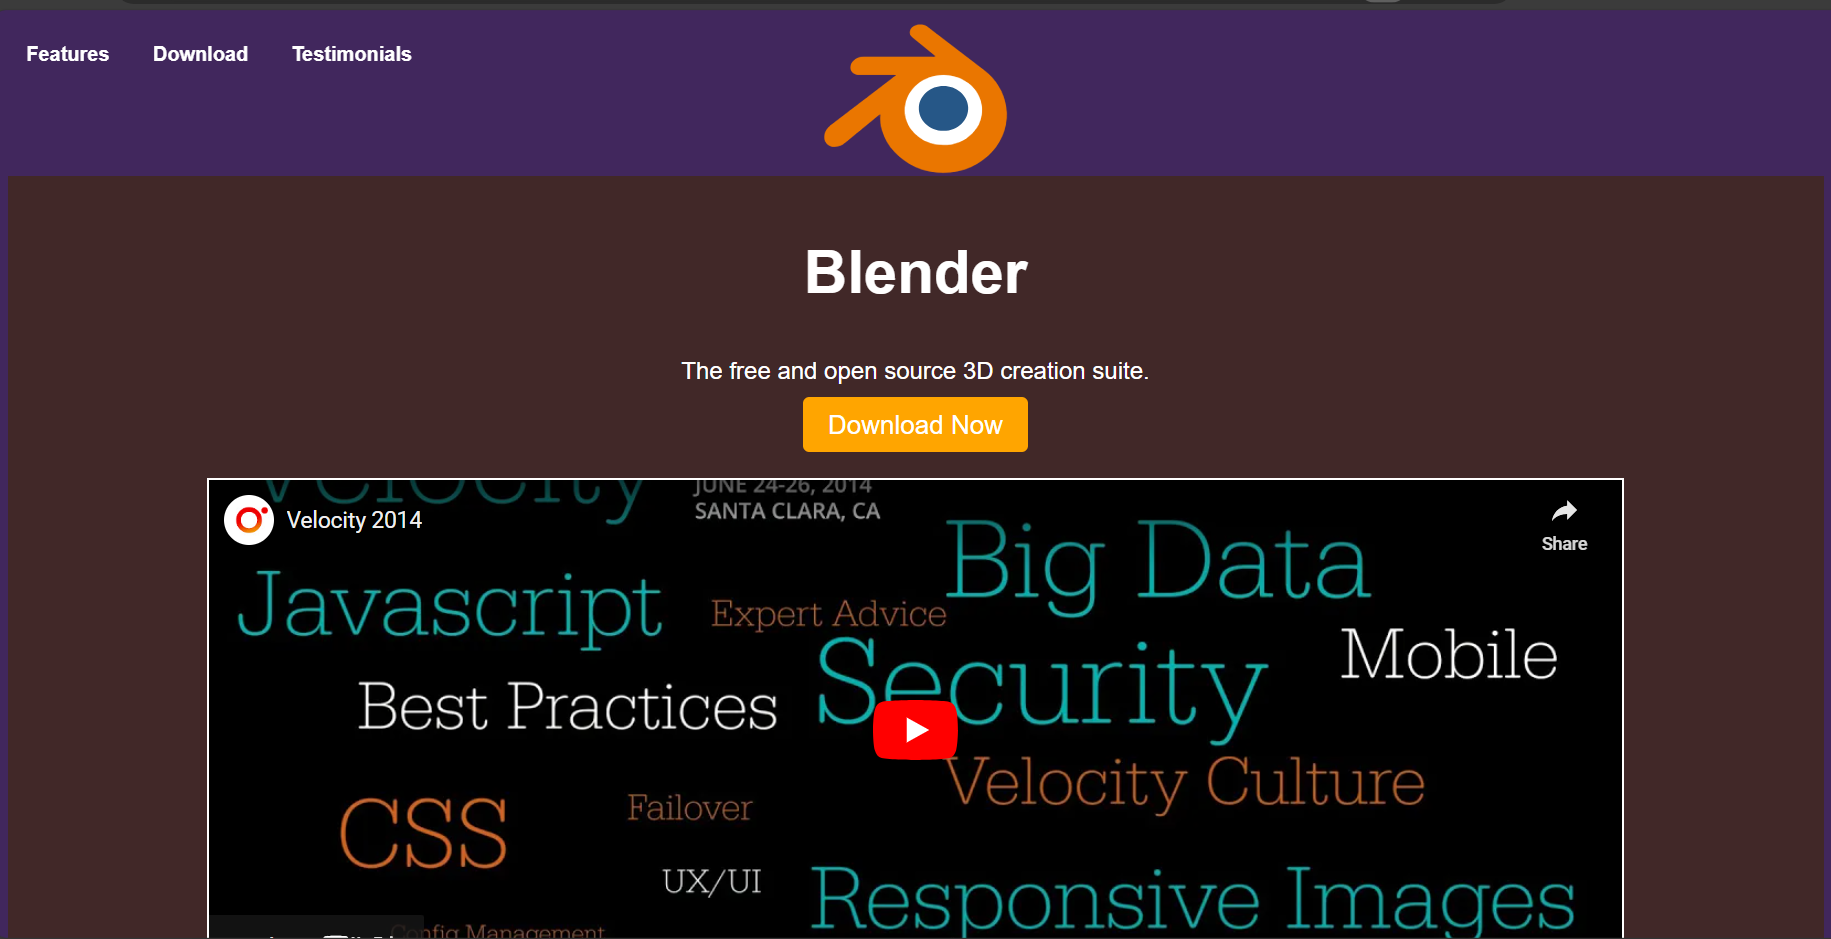 Features Download Testimonials
Blender
The free and open source 3D creation suite.
Download Now
Velocity
JUNE 24-26, 2014
SANTA CLARA, CA
Velocity 2014
Share
Big Data
Javascript
Expert Advice
Security
Mobile
Best Practices
Velocity Culture
CSS
Failover
UX/UI
Responsive Images
Config Management